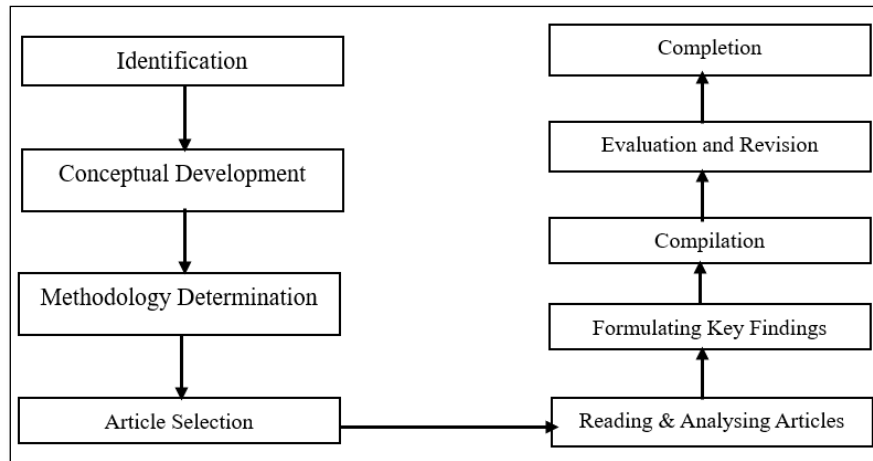 Identification
Conceptual Development
Methodology Determination
Article Selection
Reading & Analysing Articles
Formulating Key Findings
Compilation
Evaluation and Revision
Completion